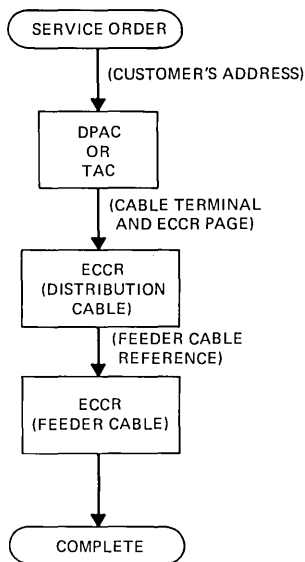 SERVICE ORDER
(CUSTOMER'S ADDRESS)
DPAC
OR
TAC
(CABLE TERMINAL
AND ECCR PAGE)
ECCR
(DISTRIBUTION
CABLE)
(FEEDER CABLE
REFERENCE)
ECCR
(FEEDER CABLE)
COMPLETE